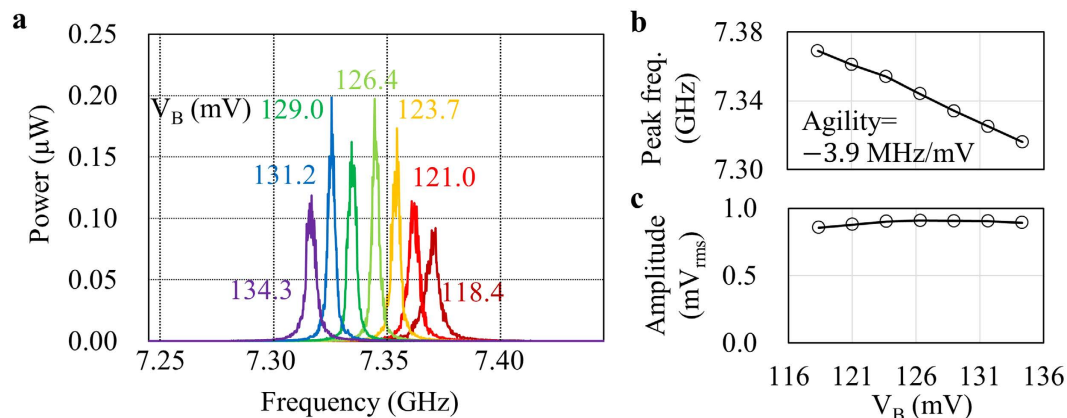 a
0.25
0.20
0.15
0.10
0.05
0.00
Power (µW)
V_B (mV)
134.3
131.2
129.0
126.4
123.7
121.0
118.4
7.25 7.30 7.35 7.40
Frequency (GHz)
b
7.38
7.34
7.30
Peak freq.
(GHz)
Agility=
−3.9 MHz/mV
c
1.0
0.5
0.0
Amplitude
(mV_rms)
116 121 126 131 136
V_B (mV)